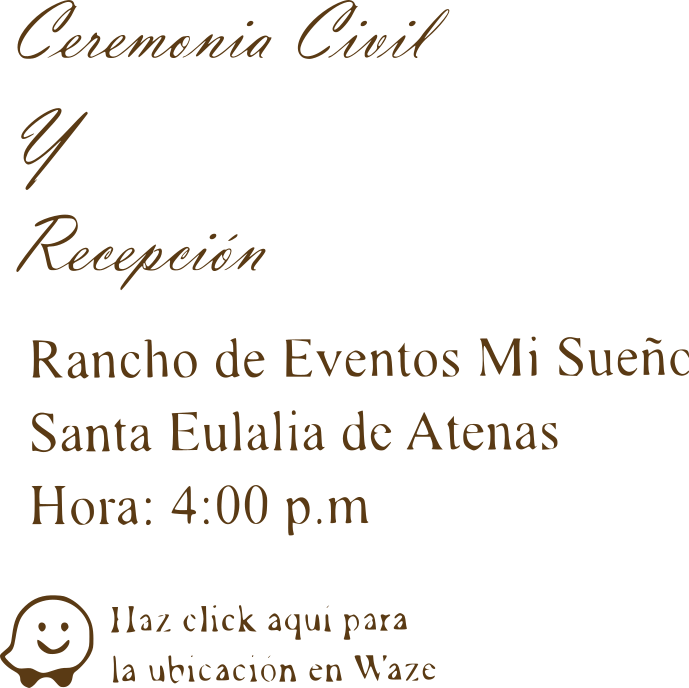 Ceremonia Civil
Y
Recepción
Rancho de Eventos Mi Sueño
Santa Eulalia de Atenas
Hora: 4:00 p.m
Haz click aquí para
la ubicación en Waze